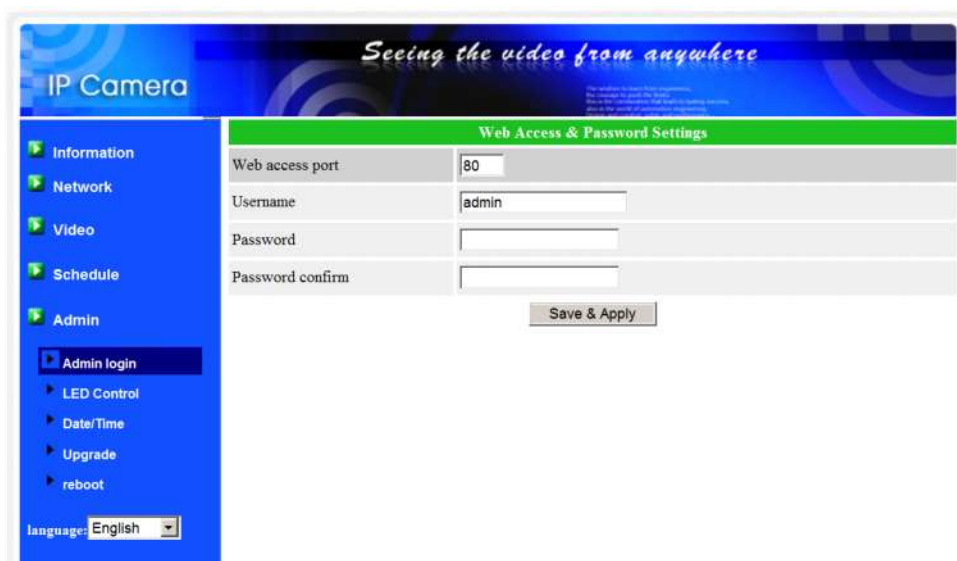 Seeing the video from anywhere
IP Camera
Web Access & Password Settings
Information
Network
Video
Schedule
Admin
Admin login
LED Control
Date/Time
Upgrade
reboot
language: English
Web access port 80
Username admin
Password
Password confirm
Save & Apply